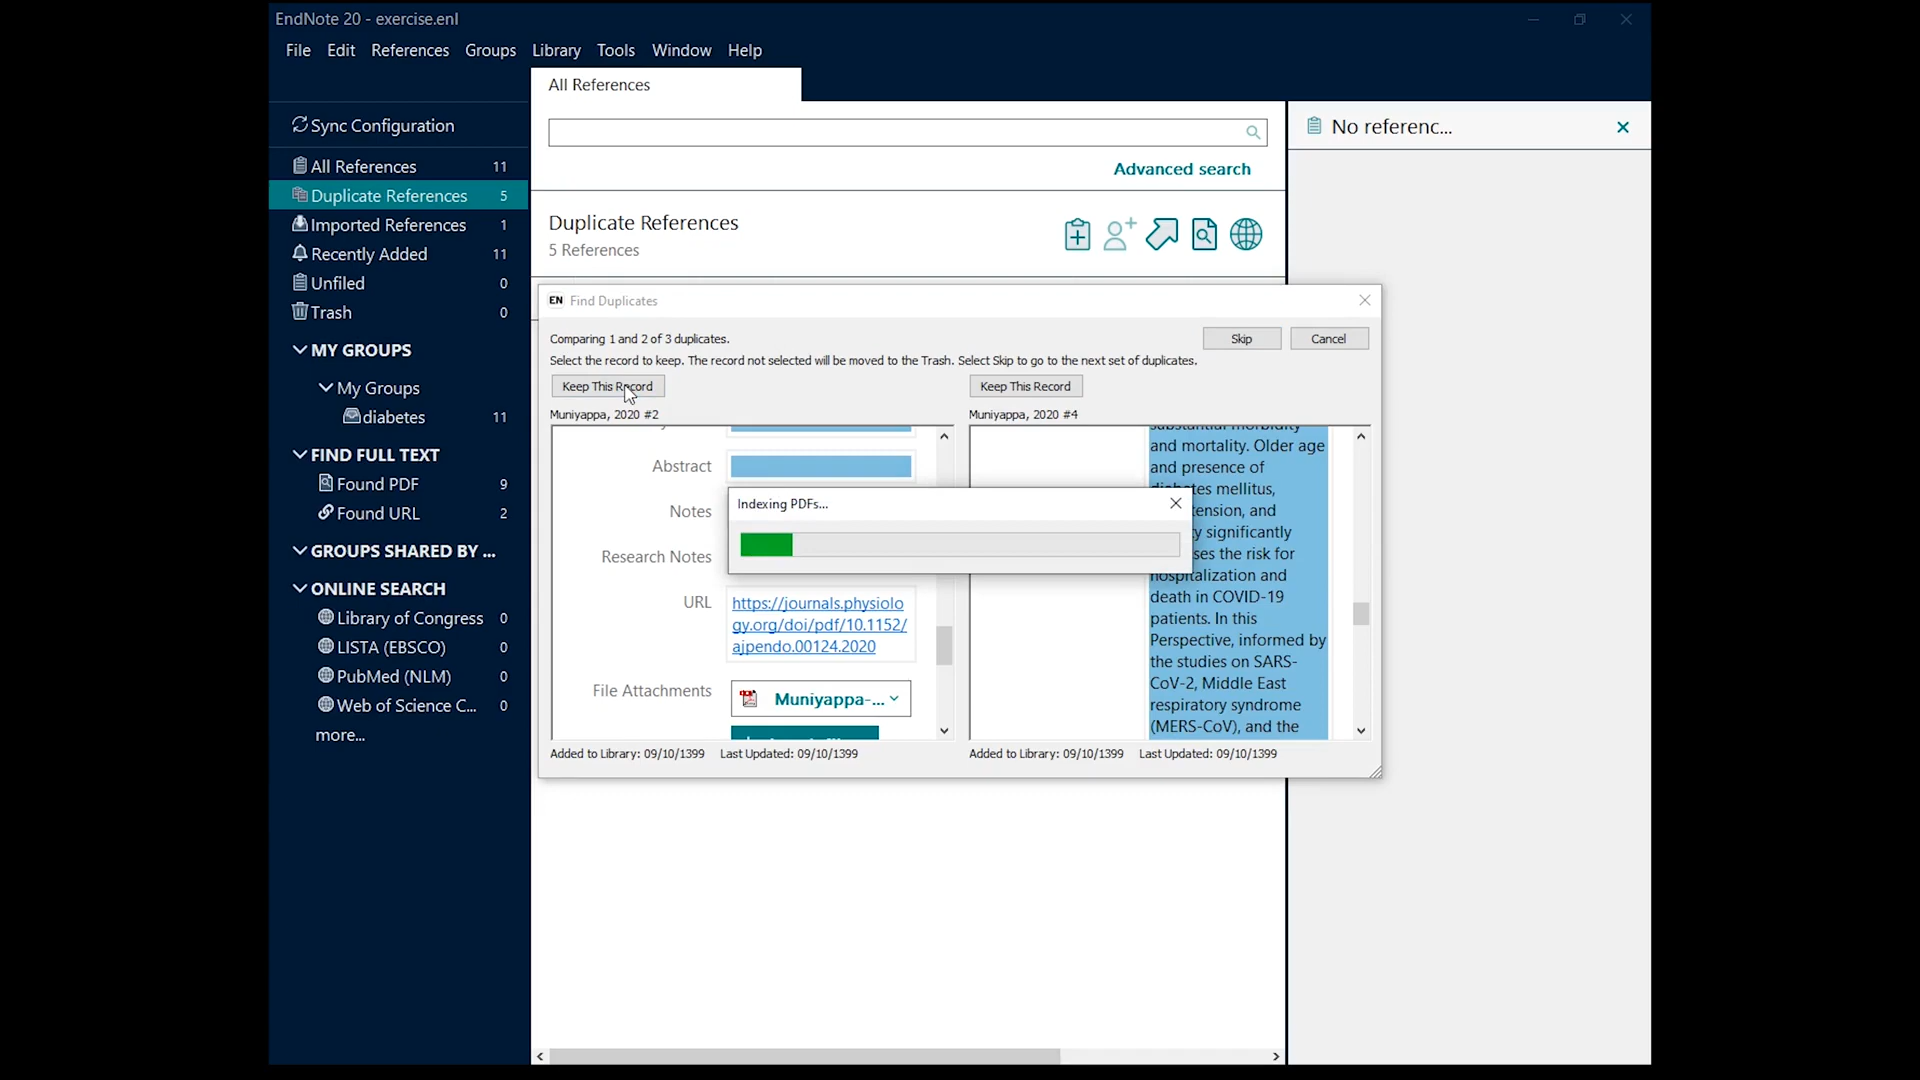 EndNote 20 - exercise.enl
File Edit References Groups Library Tools Window Help
All References
Sync Configuration
All References 11
Duplicate References 5
Imported References 1
Recently Added 11
Unfiled 0
Trash 0
MY GROUPS
My Groups
diabetes 11
FIND FULL TEXT
Found PDF 9
Found URL 2
GROUPS SHARED BY ...
ONLINE SEARCH
Library of Congress 0
LISTA (EBSCO) 0
PubMed (NLM) 0
Web of Science C... 0
more...
Advanced search
Duplicate References
5 References
No referenc...
EN Find Duplicates
Comparing 1 and 2 of 3 duplicates.
Skip Cancel
Select the record to keep. The record not selected will be moved to the Trash. Select Skip to go to the next set of duplicates.
Keep This Record
Muniyappa, 2020 #2
Abstract
Notes
Research Notes
URL
https://journals.physiolo
gy.org/doi/pdf/10.1152/
ajpendo.00124.2020
File Attachments
Muniyappa-...
Added to Library: 09/10/1399 Last Updated: 09/10/1399
Keep This Record
Muniyappa, 2020 #4
substantial morbidity
and mortality. Older age
and presence of
mellitus,
and
significantly
the risk for
hospitalization and
death in COVID-19
patients. In this
Perspective, informed by
the studies on SARS-
CoV-2, Middle East
respiratory syndrome
(MERS-CoV), and the
Added to Library: 09/10/1399 Last Updated: 09/10/1399
Indexing PDFs...